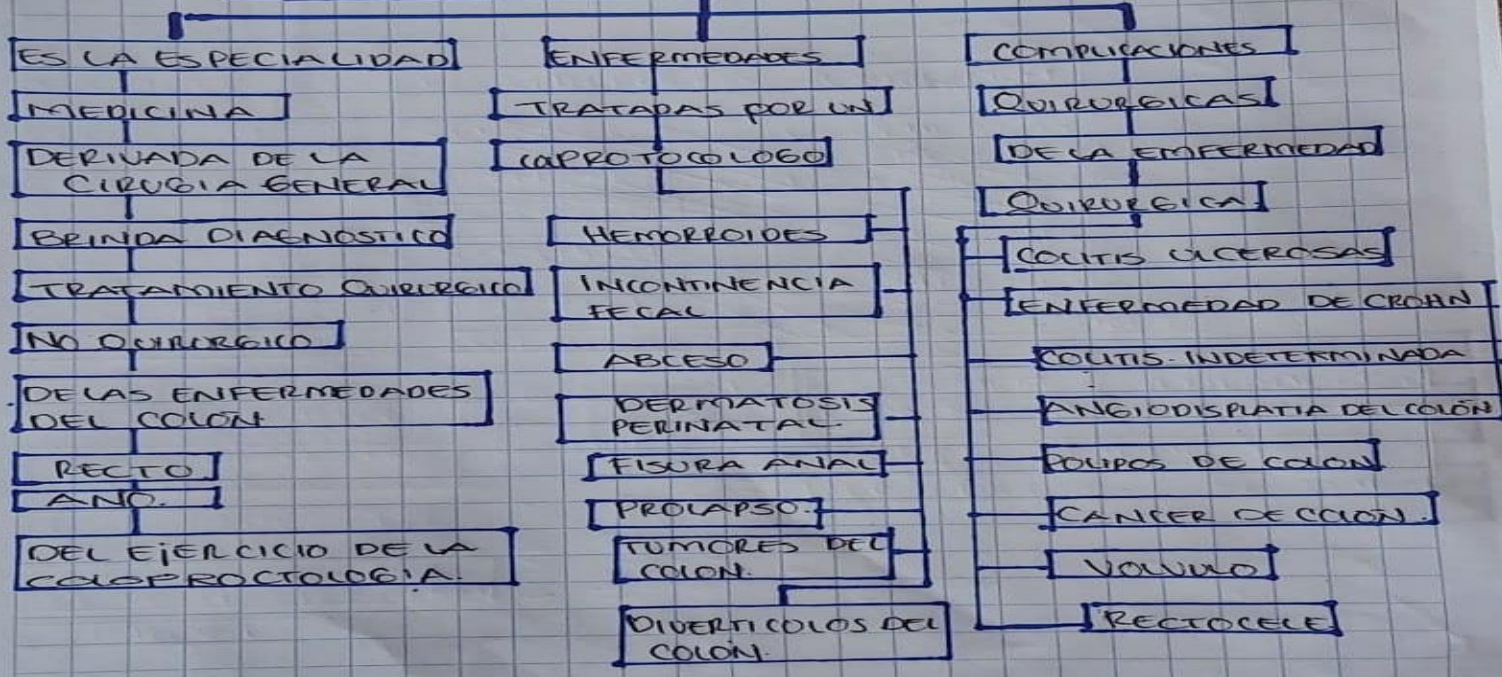 ES LA ESPECIALIDAD
MEDICINA
DERIVADA DE LA
CIRUGIA GENERAL
BRINDA DIAGNOSTICO
TRATAMIENTO QUIRURGICO
NO QUIRURGICO
DE LAS ENFERMEDADES
DEL COLON
RECTO
ANO.
DEL EJERCICIO DE LA
COLOPROCTOLOGIA.
ENFERMEDADES
TRATADAS POR UN
CAPROTOCOLOGO
HEMORROIDES
INCONTINENCIA
FECAL
ABCESO
DERMATOSIS
PERINATAL.
FISURA ANAL
PROLAPSO.
TUMORES DEL
COLON.
DIVERTICOLOS DEL
COLON.
COMPLICACIONES
QUIRURGICAS
DE LA EMFERMEDAD
QUIRURGICA
COLITIS ULCEROSAS
ENFERMEDAD DE CROHN
COLITIS INDETERMINADA
ANGIODISPLATIA DEL COLON
POLIPOS DE COLON
CANCER DE COLON.
VOLVULO
RECTOCELE